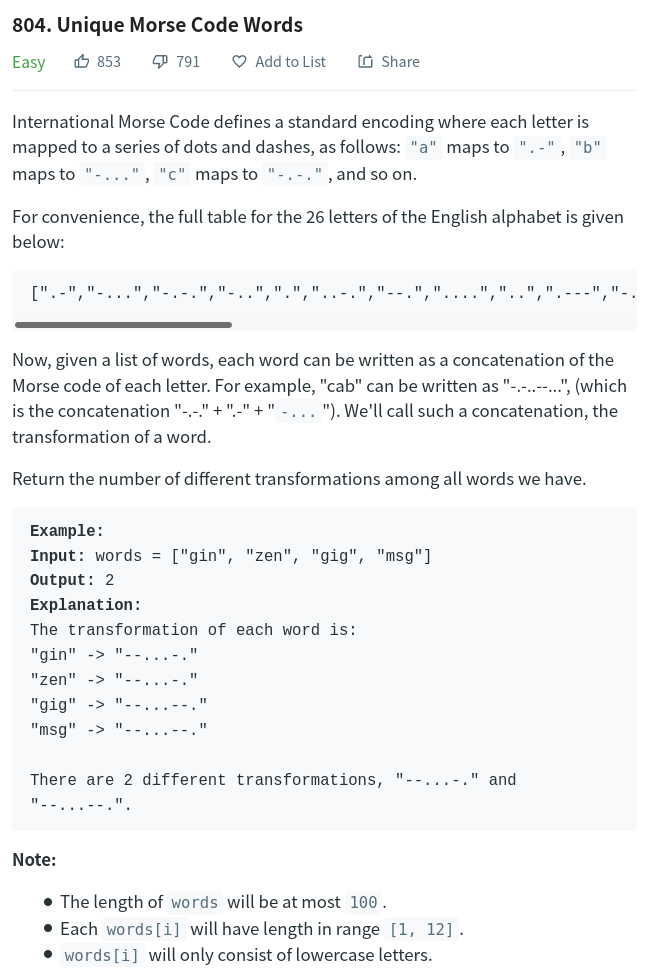 804. Unique Morse Code Words
Easy 853 791 Add to List Share
International Morse Code defines a standard encoding where each letter is
mapped to a series of dots and dashes, as follows: "a" maps to ".-", "b"
maps to "-...", "c" maps to "-.-.", and so on.
For convenience, the full table for the 26 letters of the English alphabet is given
below:
[".-","-...","-.-.","-..",".","..-.","--.","....","..",".---","-.
Now, given a list of words, each word can be written as a concatenation of the
Morse code of each letter. For example, "cab" can be written as "-.-..--...", (which
is the concatenation "-.-." + ".-" + "-..."). We'll call such a concatenation, the
transformation of a word.
Return the number of different transformations among all words we have.
Example:
Input: words = ["gin", "zen", "gig", "msg"]
Output: 2
Explanation:
The transformation of each word is:
"gin" -> "--...-."
"zen" -> "--...-."
"gig" -> "--...--."
"msg" -> "--...--."
There are 2 different transformations, "--...-." and
"--...--.".
Note:
• The length of words will be at most 100.
• Each words[i] will have length in range [1, 12].
• words[i] will only consist of lowercase letters.